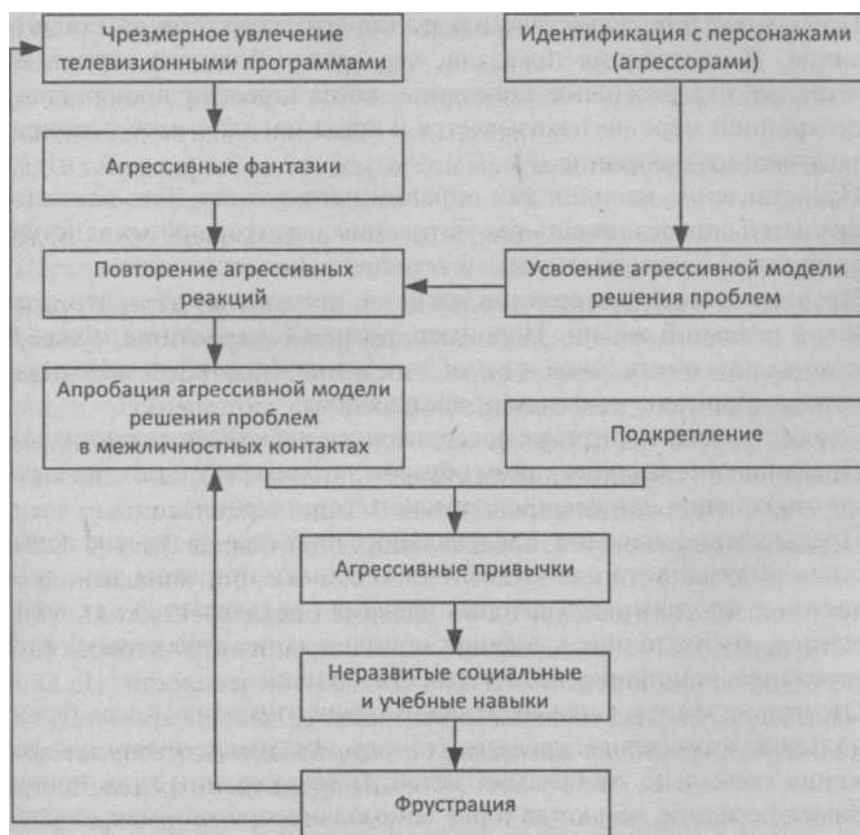 Чрезмерное увлечение
телевизионными программами
Идентификация с персонажами
(агрессорами)
Агрессивные фантазии
Повторение агрессивных
реакций
Усвоение агрессивной модели
решения проблем
Апробация агрессивной модели
решения проблем
в межличностных контактах
Подкрепление
Агрессивные привычки
Неразвитые социальные
и учебные навыки
Фрустрация